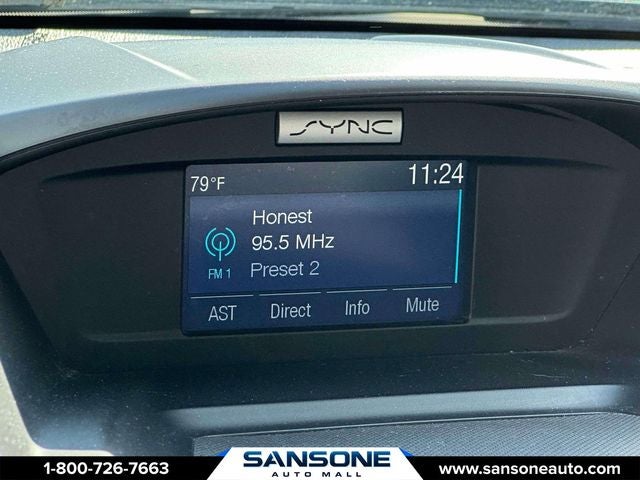 SYNC
79°F 11:24
Honest
95.5 MHz
FM 1 Preset 2
AST Direct Info Mute
1-800-726-7663 SANSONE AUTO MALL www.sansoneauto.com